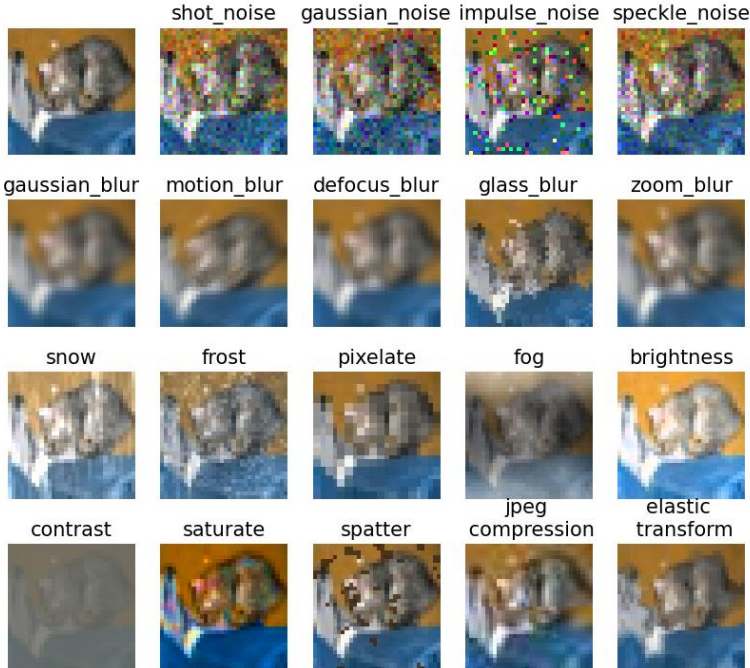 shot_noise gaussian_noise impulse_noise speckle_noise
gaussian_blur motion_blur defocus_blur glass_blur zoom_blur
snow frost pixelate fog brightness
contrast saturate spatter jpeg compression elastic transform